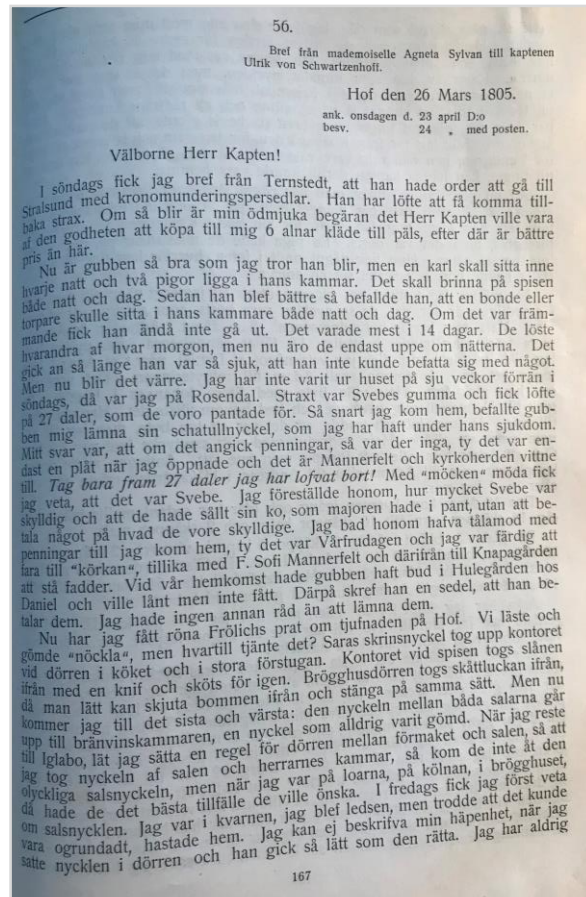 56.
Bref från mademoiselle Agneta Sylvan till kaptenen
Ulrik von Schwartzenhoff.
Hof den 26 Mars 1805.
ank. onsdagen d. 23 april D:o
besv. 24 „ med posten.
Välborne Herr Kapten!
I söndags fick jag bref från Ternstedt, att han hade order att gå till
Stralsund med kronomunderingspersedlar. Han har löfte att få komma till-
baka strax. Om så blir är min ödmjuka begäran det Herr Kapten ville vara
af den godheten att köpa till mig 6 alnar kläde till päls, efter där är bättre
pris än här.
Nu är gubben så bra som jag tror han blir, men en karl skall sitta inne
hvarje natt och två pigor ligga i hans kammar. Det skall brinna på spisen
både natt och dag. Sedan han blef bättre så befallde han, att en bonde eller
torpare skulle sitta i hans kammare både natt och dag. Om det var främ-
mande fick han ändå inte gå ut. Det varade mest i 14 dagar. De löste
hvarandra af hvar morgon, men nu äro de endast uppe om nätterna. Det
gick an så länge han var så sjuk, att han inte kunde befatta sig med något.
Men nu blir det värre. Jag har inte varit ur huset på sju veckor förrän i
söndags, då var jag på Rosendal. Straxt var Svebes gumma och fick löfte
på 27 daler, som de voro pantade för. Så snart jag kom hem, befallte gub-
ben mig lämna sin schatullnyckel, som jag har haft under hans sjukdom.
Mitt svar var, att om det angick penningar, så var der inga, ty det var en-
dast en plåt när jag öppnade och det är Mannerfelt och kyrkoherden vittne
till. Tag bara fram 27 daler jag har lofvat bort! Med “möcken“ möda fick
jag veta, att det var Svebe. Jag föreställde honom, hur mycket Svebe var
skylldig och att de hade sållt sin ko, som majoren hade i pant, utan att be-
tala något på hvad de vore skylldige. Jag bad honom hafva tålamod med
penningar till jag kom hem, ty det var Vårfrudagen och jag var färdig att
fara till “körkan“, tillika med F. Sofi Mannerfelt och därifrån till Knapagården
att stå fadder. Vid vår hemkomst hade gubben haft bud i Hulegården hos
Daniel och ville lånt men inte fått. Därpå skref han en sedel, att han be-
talar dem. Jag hade ingen annan råd än att lämna dem.
Nu har jag fått röna Frölichs prat om tjufnaden på Hof. Vi läste och
gömde “nöckla“, men hvartill tjänte det? Saras skrinsnyckel tog upp kontoret
vid dörren i köket och i stora förstugan. Kontoret vid spisen togs slånen
ifrån med en knif och sköts för igen. Brögghusdörren togs skåttluckan ifrån,
då man lätt kan skjuta bommen ifrån och stänga på samma sätt. Men nu
kommer jag till det sista och värsta: den nyckeln mellan båda salarna går
upp till bränvinskammaren, en nyckel som alldrig varit gömd. När jag reste
till Iglabo, lät jag sätta en regel för dörren mellan förmaket och salen, så att
jag tog nyckeln af salen och herrarnes kammar, så kom de inte åt den
olyckliga salsnyckeln, men när jag var på loarna, på kölnan, i brögghuset,
då hade de det bästa tillfälle de ville önska. I fredags fick jag först veta
om salsnycklen. Jag var i kvarnen, jag blef ledsen, men trodde att det kunde
vara ogrundadt, hastade hem. Jag kan ej beskrifva min häpenhet, när jag
satte nycklen i dörren och han gick så lätt som den rätta. Jag har aldrig
167